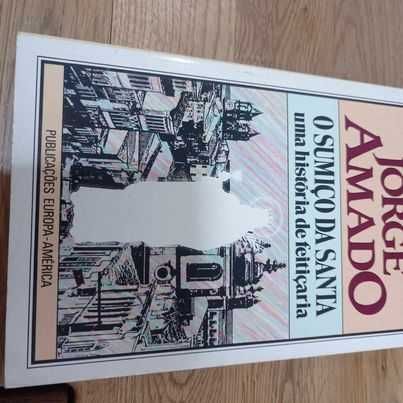 JORGE
AMADO
O SUMIÇO DA SANTA
uma história de feitiçaria
PUBLICAÇÕES EUROPA-AMÉRICA